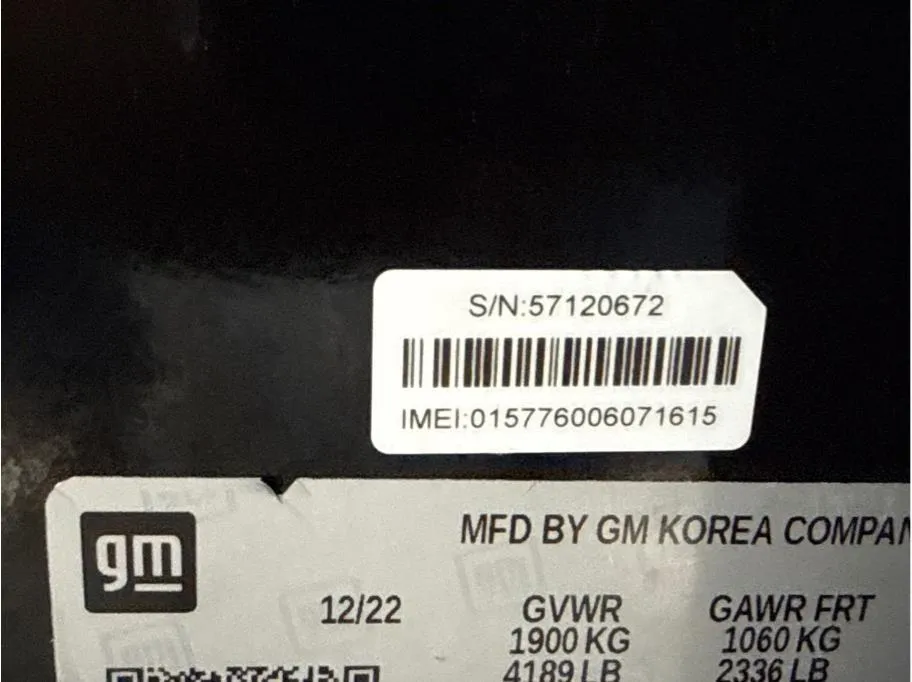 S/N:57120672
IMEI:015776006071615
gm
MFD BY GM KOREA
12/22
GVWR
GAWR FRT
1900 KG
1060 KG
4189 LB
2336 LB